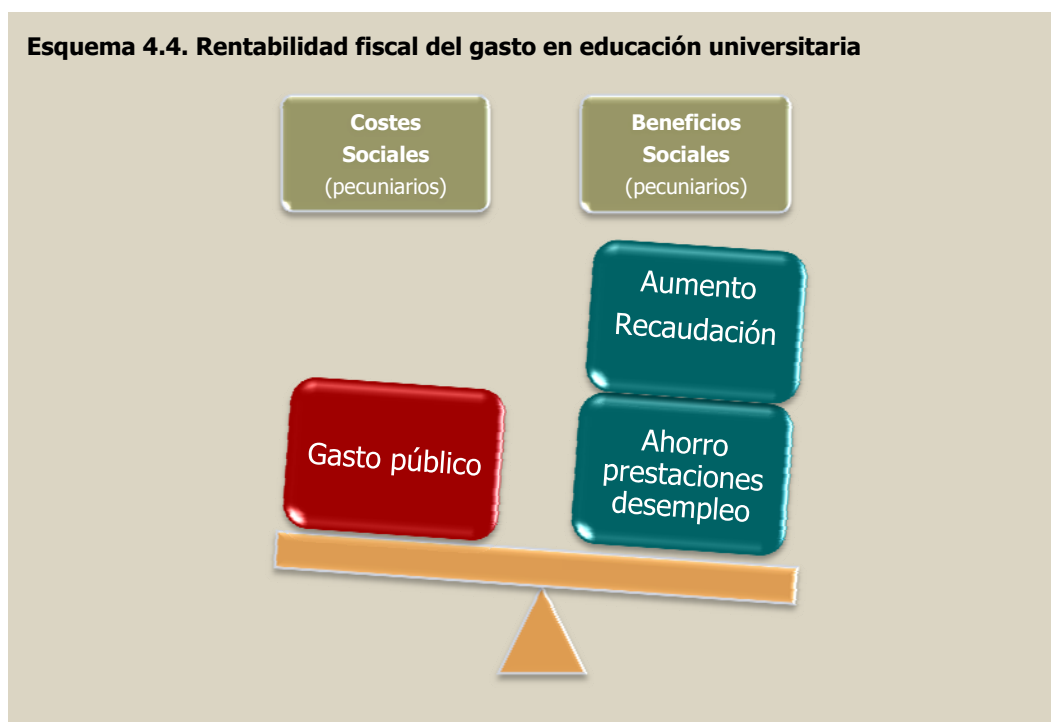 Esquema 4.4. Rentabilidad fiscal del gasto en educación universitaria
Costes
Sociales
(pecuniarios)
Beneficios
Sociales
(pecuniarios)
Aumento
Recaudación
Gasto público
Ahorro
prestaciones
desempleo